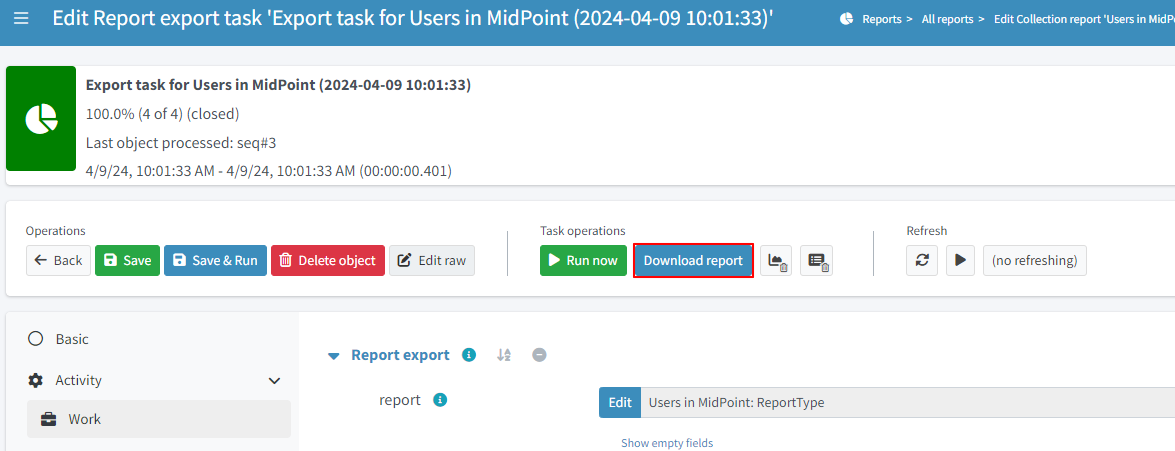 Edit Report export task 'Export task for Users in MidPoint (2024-04-09 10:01:33)'
Reports > All reports > Edit Collection report 'Users in MidP
Export task for Users in MidPoint (2024-04-09 10:01:33)
100.0% (4 of 4) (closed)
Last object processed: seq#3
4/9/24, 10:01:33 AM - 4/9/24, 10:01:33 AM (00:00:00.401)
Operations
Back Save Save & Run Delete object Edit raw
Task operations
Run now Download report
Refresh
(no refreshing)
Basic
Activity
Work
Report export
report Edit Users in MidPoint: ReportType
Show empty fields